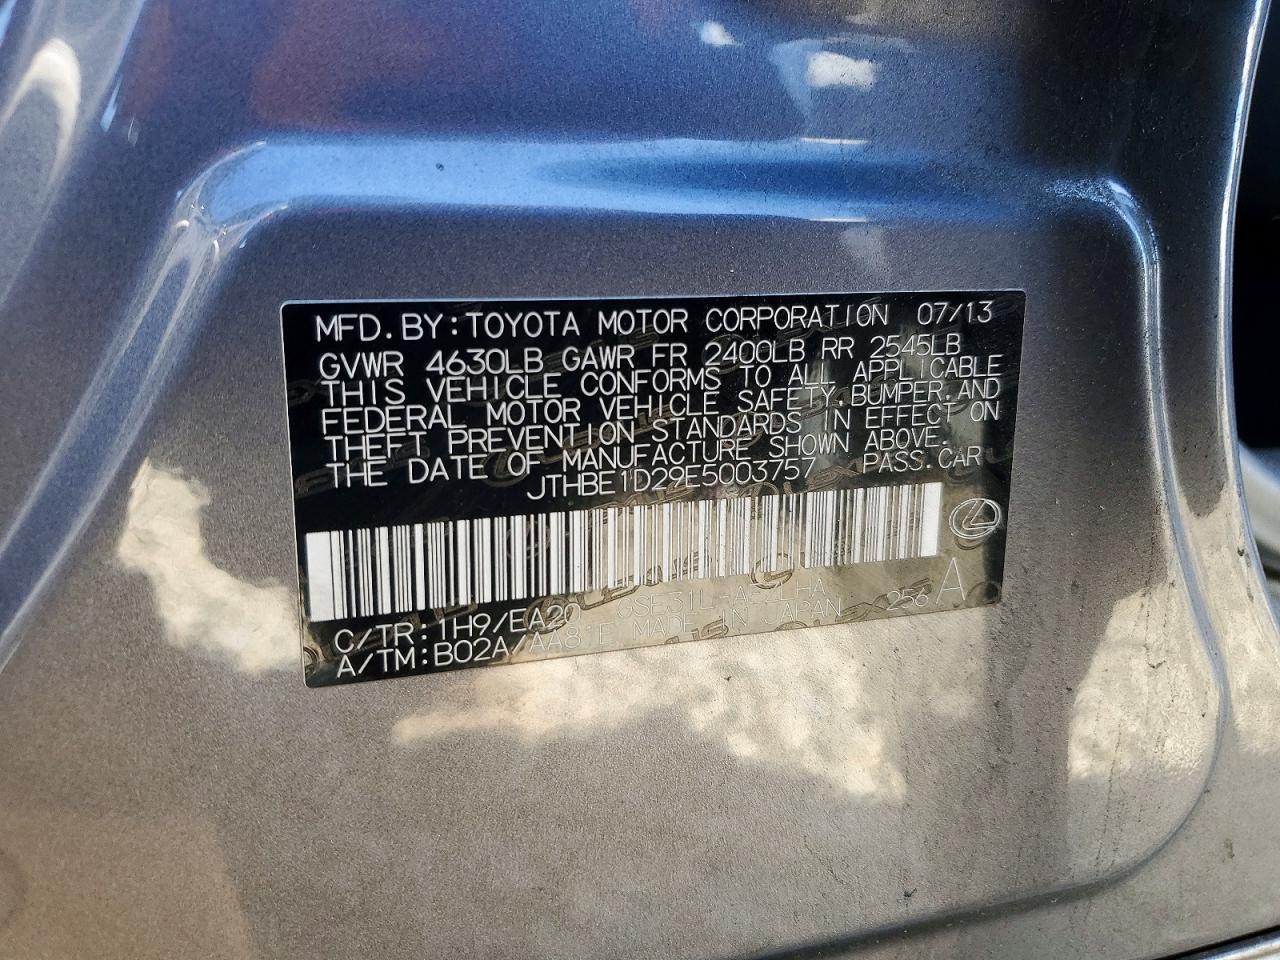 MFD.BY:TOYOTA MOTOR CORPORATION 07/13
GVWR 4630LB GAWR FR 2400LB RR 2545LB
THIS VEHICLE CONFORMS TO ALL APPLICABLE
FEDERAL MOTOR VEHICLE SAFETY,BUMPER,AND
THEFT PREVENTION STANDARDS IN EFFECT ON
THE DATE OF MANUFACTURE SHOWN ABOVE.
JTHBE1D29E5003757 PASS.CAR
C/TR:1H9/EA20 256 A
A/TM:B02A/AA81F MADE IN JAPAN